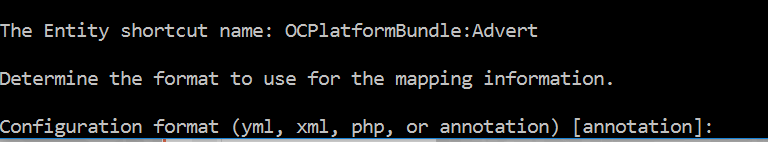 The Entity shortcut name: OCPlatformBundle:Advert
Determine the format to use for the mapping information.
Configuration format (yml, xml, php, or annotation) [annotation]: